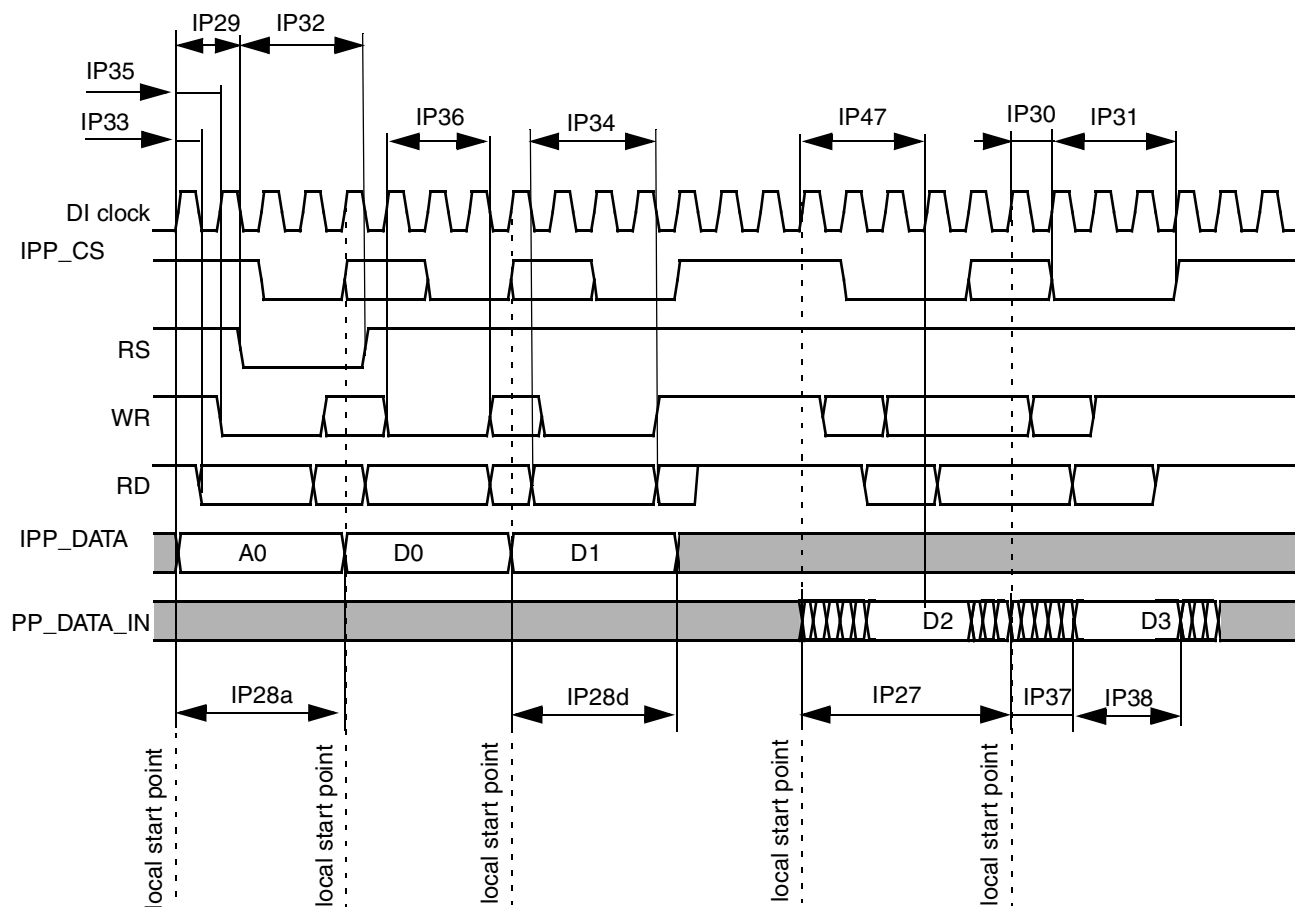 IP29 IP32
IP35
IP33 IP36 IP34 IP47 IP30 IP31
DI clock
IPP_CS
RS
WR
RD
IPP_DATA A0 D0 D1
PP_DATA_IN D2 D3
IP28a IP28d IP27 IP37 IP38
local start point
local start point
local start point
local start point
local start point